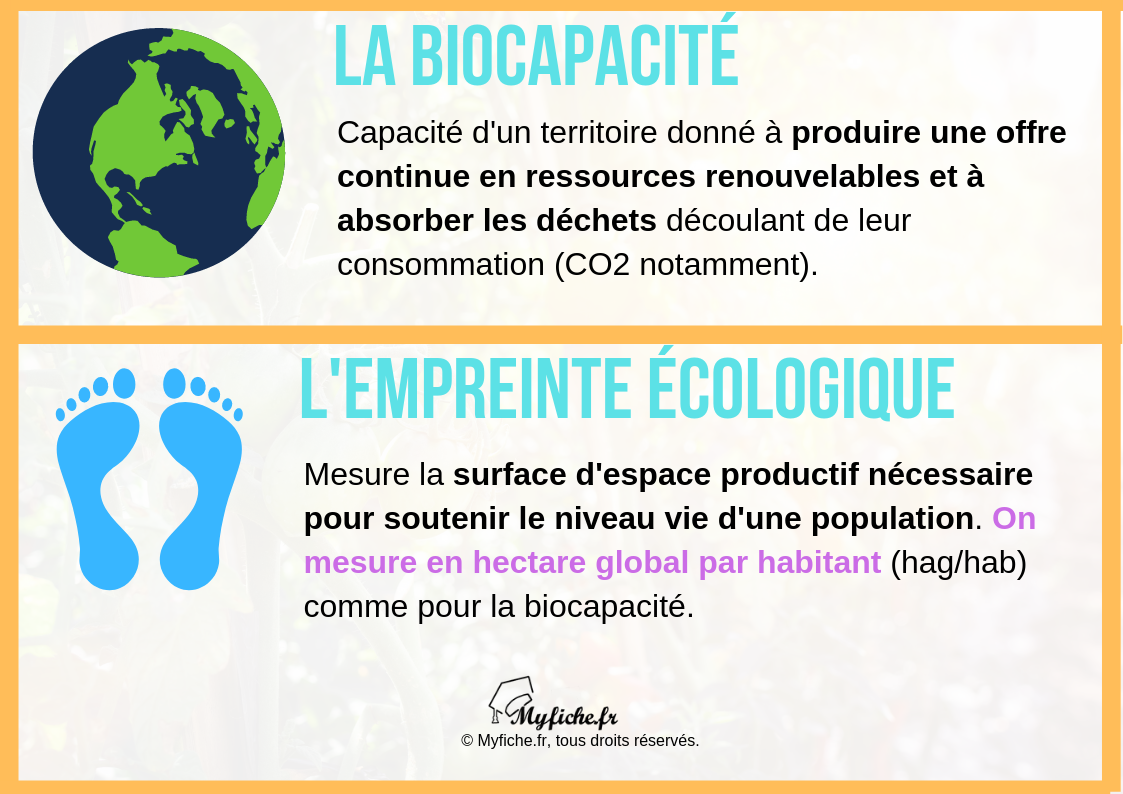 LA BIOCAPACITÉ
Capacité d'un territoire donné à produire une offre
continue en ressources renouvelables et à
absorber les déchets découlant de leur
consommation (CO2 notamment).
L'EMPREINTE ÉCOLOGIQUE
Mesure la surface d'espace productif nécessaire
pour soutenir le niveau vie d'une population. On
mesure en hectare global par habitant (hag/hab)
comme pour la biocapacité.
Myfiche.fr
© Myfiche.fr, tous droits réservés.